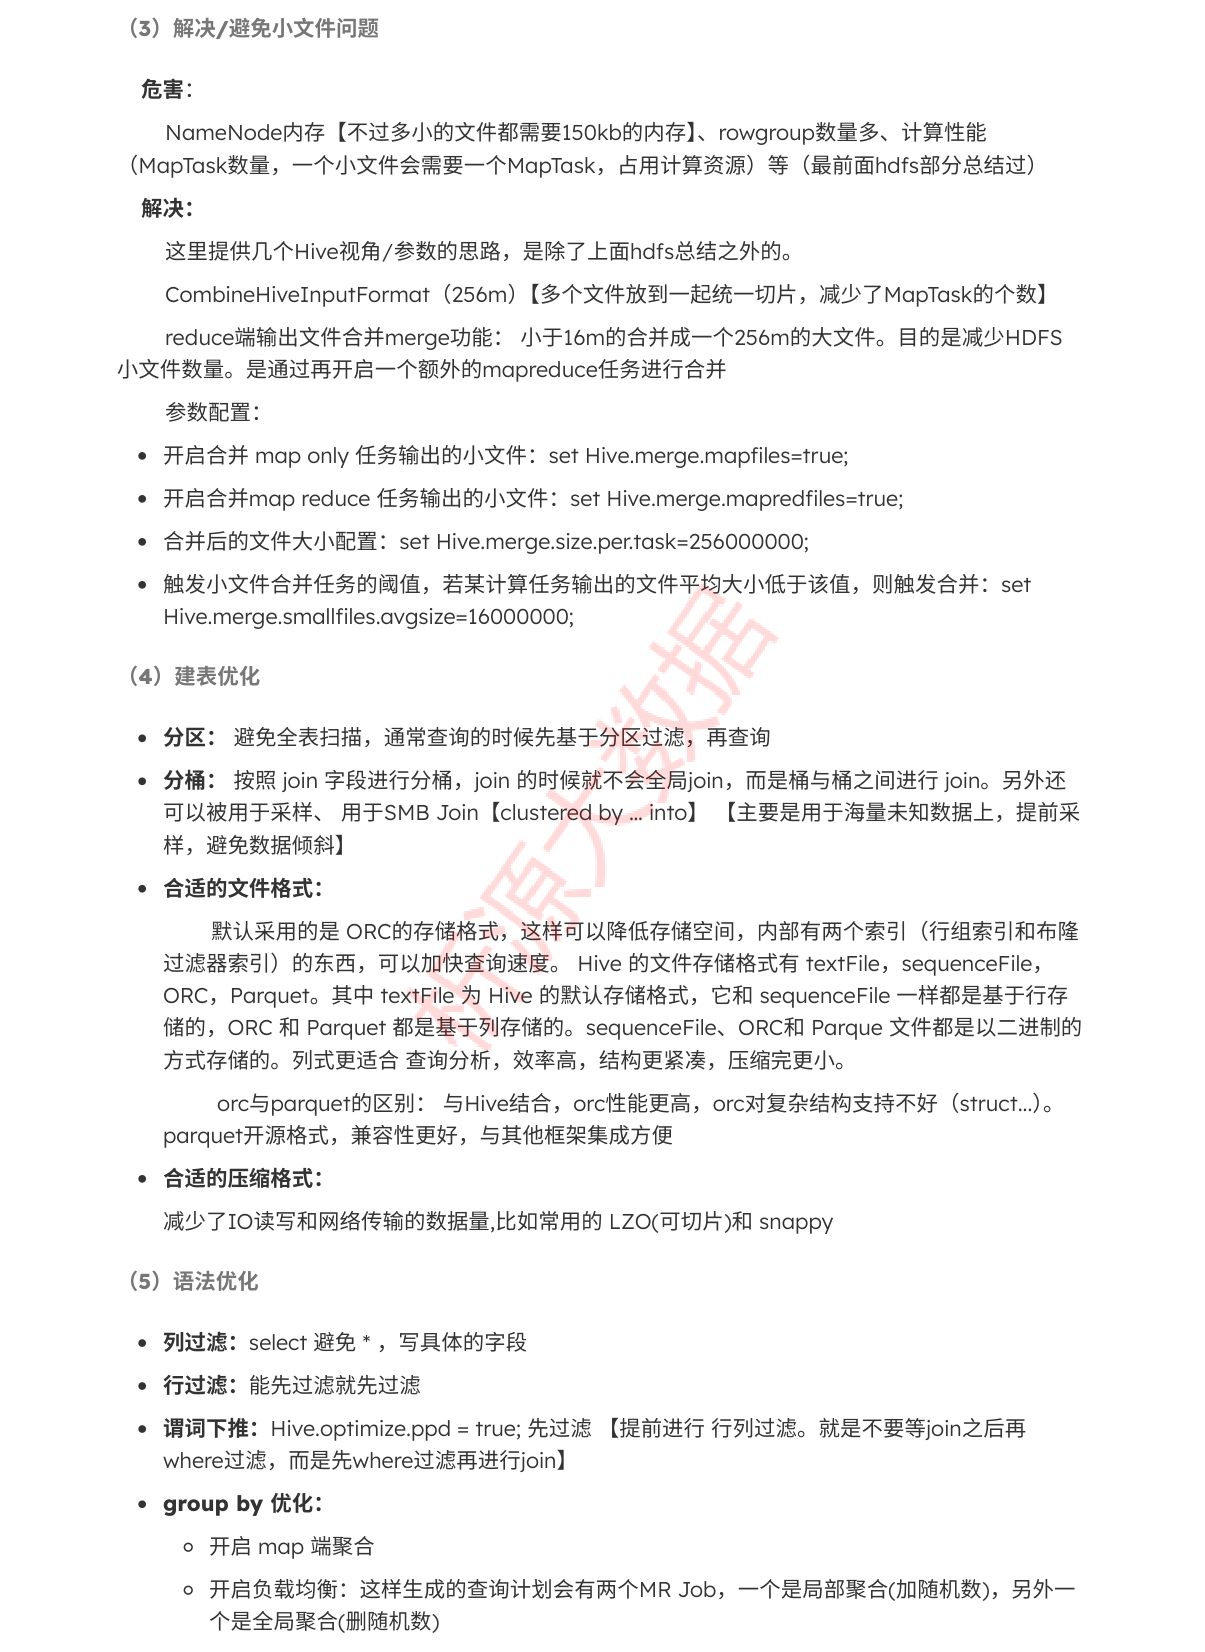 （3）解决/避免小文件问题
危害：
NameNode内存【不过多小的文件都需要150kb的内存】、rowgroup数量多、计算性能
（MapTask数量，一个小文件会需要一个MapTask，占用计算资源）等（最前面hdfs部分总结过）
解决：
这里提供几个Hive视角/参数的思路，是除了上面hdfs总结之外的。
CombineHiveInputFormat（256m）【多个文件放到一起统一切片，减少了MapTask的个数】
reduce端输出文件合并merge功能： 小于16m的合并成一个256m的大文件。目的是减少HDFS
小文件数量。是通过再开启一个额外的mapreduce任务进行合并
参数配置：
• 开启合并 map only 任务输出的小文件：set Hive.merge.mapfiles=true;
• 开启合并map reduce 任务输出的小文件：set Hive.merge.mapredfiles=true;
• 合并后的文件大小配置：set Hive.merge.size.per.task=256000000;
• 触发小文件合并任务的阈值，若某计算任务输出的文件平均大小低于该值，则触发合并：set
Hive.merge.smallfiles.avgsize=16000000;
（4）建表优化
• 分区： 避免全表扫描，通常查询的时候先基于分区过滤，再查询
• 分桶： 按照 join 字段进行分桶，join 的时候就不会全局join，而是桶与桶之间进行 join。另外还
可以被用于采样、 用于SMB Join【clustered by ... into】 【主要是用于海量未知数据上，提前采
样，避免数据倾斜】
• 合适的文件格式：
默认采用的是 ORC的存储格式，这样可以降低存储空间，内部有两个索引（行组索引和布隆
过滤器索引）的东西，可以加快查询速度。 Hive 的文件存储格式有 textFile，sequenceFile，
ORC，Parquet。其中 textFile 为 Hive 的默认存储格式，它和 sequenceFile 一样都是基于行存
储的，ORC 和 Parquet 都是基于列存储的。sequenceFile、ORC和 Parque 文件都是以二进制的
方式存储的。列式更适合 查询分析，效率高，结构更紧凑，压缩完更小。
orc与parquet的区别： 与Hive结合，orc性能更高，orc对复杂结构支持不好（struct...）。
parquet开源格式，兼容性更好，与其他框架集成方便
• 合适的压缩格式：
减少了IO读写和网络传输的数据量,比如常用的 LZO(可切片)和 snappy
（5）语法优化
• 列过滤：select 避免 * ，写具体的字段
• 行过滤：能先过滤就先过滤
• 谓词下推：Hive.optimize.ppd = true; 先过滤 【提前进行 行列过滤。就是不要等join之后再
where过滤，而是先where过滤再进行join】
• group by 优化：
◦ 开启 map 端聚合
◦ 开启负载均衡：这样生成的查询计划会有两个MR Job，一个是局部聚合(加随机数)，另外一
个是全局聚合(删随机数)
析源大数据